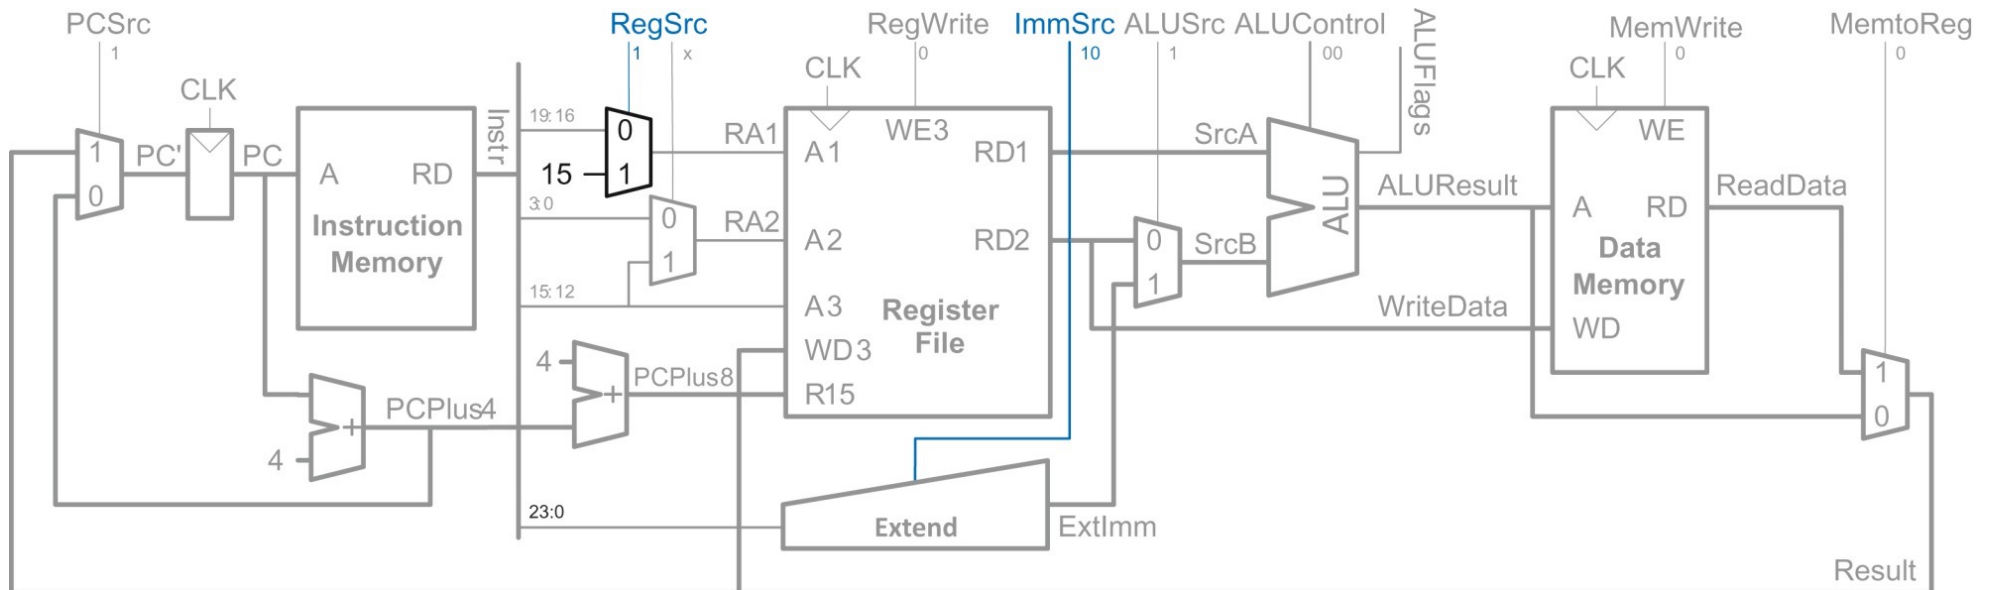 PCSrc RegSrc RegWrite ImmSrc ALUSrc ALUControl ALUFlags MemWrite MemtoReg
1 1 x 0 10 1 00 0 0
CLK CLK CLK
19:16 0 RA1 A1 WE3 RD1 SrcA WE
1 PC' PC A RD Instr 15 1
0
3:0 0 RA2 A2 RD2 0 SrcB ALU ALUResult A RD ReadData
Instruction
Memory
1 1 Data
Memory
15:12 A3 Register
File
WriteData WD
4 + PCPlus8 WD3
R15
1
0
PCPlus4
+
4
23:0 Extend ExtImm
Result